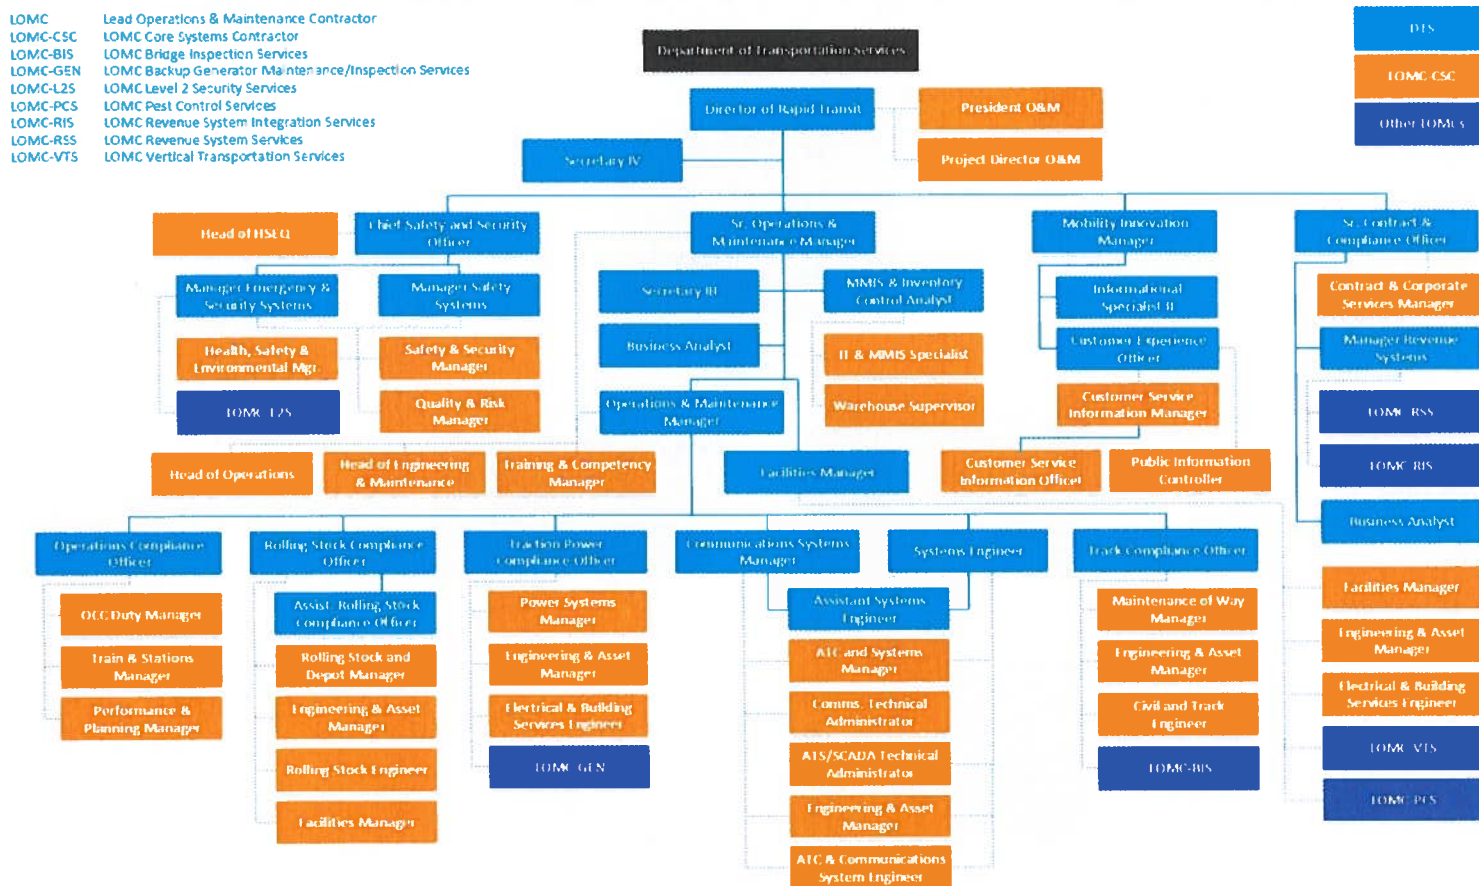 LOMC Lead Operations & Maintenance Contractor
LOMC-CSC LOMC Core Systems Contractor
LOMC-BIS LOMC Bridge Inspection Services
LOMC-GEN LOMC Backup Generator Maintenance/Inspection Services
LOMC-L2S LOMC Level 2 Security Services
LOMC-PCS LOMC Pest Control Services
LOMC-RIS LOMC Revenue System Integration Services
LOMC-RSS LOMC Revenue System Services
LOMC-VTS LOMC Vertical Transportation Services
DTS
LOMC-CSC
Other LOMCs
Department of Transportation Services
Director of Rapid Transit
President O&M
Secretary IV
Project Director O&M
Head of HSEQ
Chief Safety and Security
Officer
Sr. Operations &
Maintenance Manager
Mobility Innovation
Manager
Sr. Contract &
Compliance Officer
Manager Emergency &
Security Systems
Manager Safety
Systems
Secretary III
MMIS & Inventory
Control Analyst
Informational
Specialist II
Contract & Corporate
Services Manager
Health, Safety &
Environmental Mgr.
Safety & Security
Manager
Business Analyst
IT & MMIS Specialist
Customer Experience
Officer
Manager Revenue
Systems
LOMC-L2S
Quality & Risk
Manager
Operations & Maintenance
Manager
Warehouse Supervisor
Customer Service
Information Manager
LOMC-RSS
Head of Operations
Head of Engineering
& Maintenance
Training & Competency
Manager
Facilities Manager
Customer Service
Information Officer
Public Information
Controller
LOMC-RIS
Business Analyst
Operations Compliance
Officer
Rolling Stock Compliance
Officer
Traction Power
Compliance Officer
Communications Systems
Manager
Systems Engineer
Track Compliance Officer
OCC Duty Manager
Train & Stations
Manager
Performance &
Planning Manager
Assist. Rolling Stock
Compliance Officer
Rolling Stock and
Depot Manager
Engineering & Asset
Manager
Rolling Stock Engineer
Facilities Manager
Power Systems
Manager
Engineering & Asset
Manager
Electrical & Building
Services Engineer
LOMC-GEN
Assistant Systems
Engineer
ATC and Systems
Manager
Comms. Technical
Administrator
ATS/SCADA Technical
Administrator
Engineering & Asset
Manager
ATC & Communications
System Engineer
Maintenance of Way
Manager
Engineering & Asset
Manager
Civil and Track
Engineer
LOMC-BIS
Facilities Manager
Engineering & Asset
Manager
Electrical & Building
Services Engineer
LOMC-VTS
LOMC-PCS